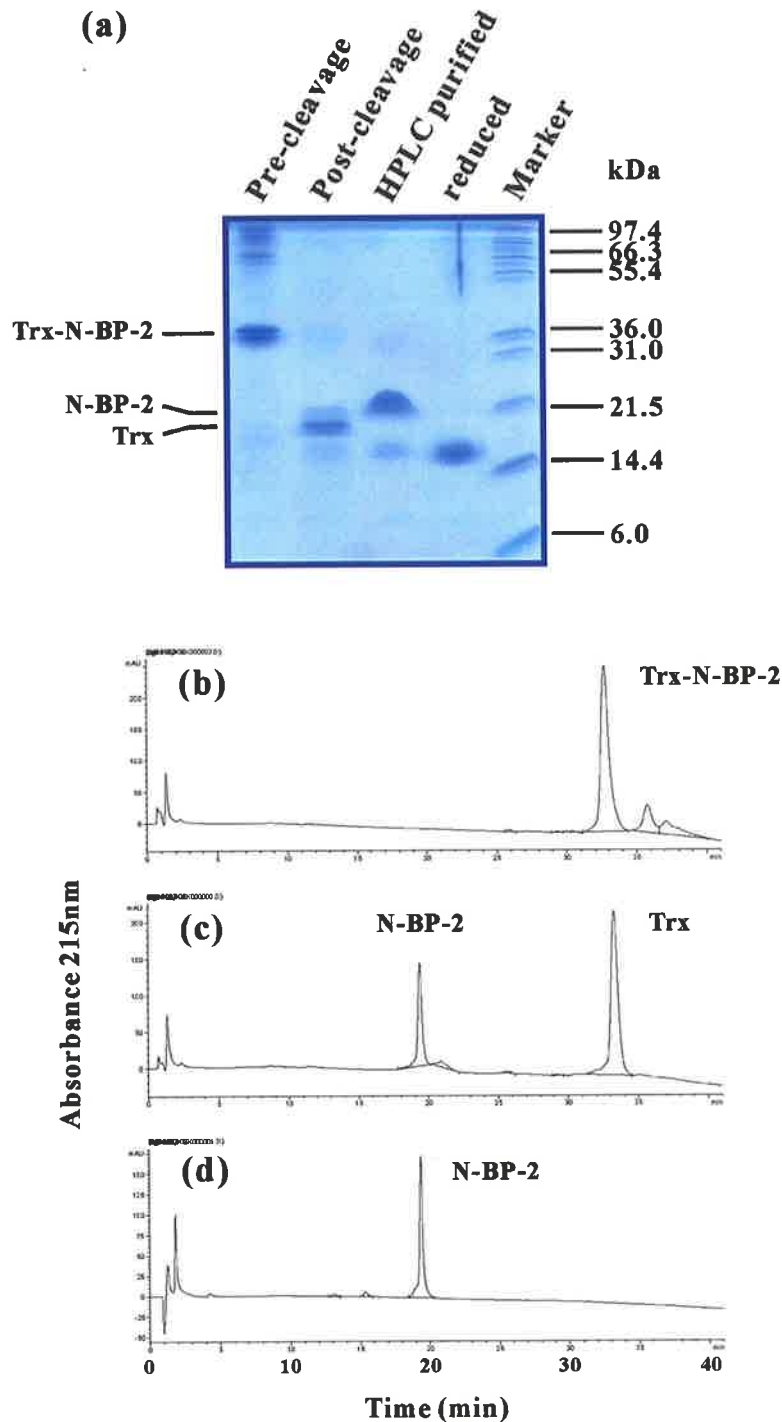 (a)
Pre-cleavage
Post-cleavage
HPLC purified
reduced
Marker
kDa
97.4
66.3
55.4
Trx-N-BP-2
36.0
31.0
N-BP-2
21.5
Trx
14.4
6.0
(b)
Trx-N-BP-2
(c)
N-BP-2
Trx
Absorbance 215nm
(d)
N-BP-2
0 10 20 30 40
Time (min)